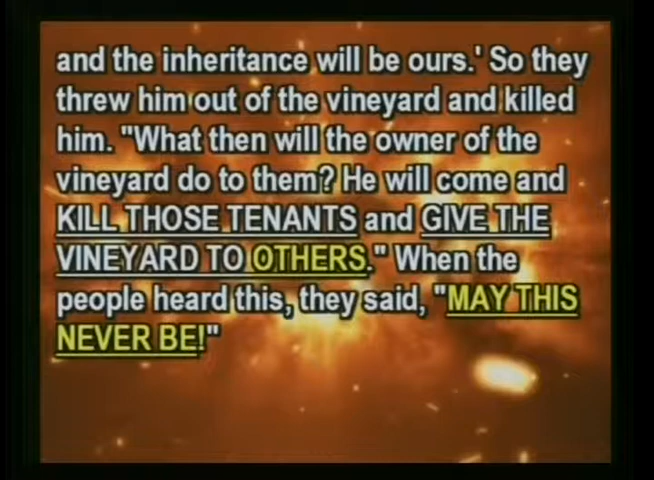 and the inheritance will be ours.' So they
threw him out of the vineyard and killed
him. "What then will the owner of the
vineyard do to them? He will come and
KILL THOSE TENANTS and GIVE THE
VINEYARD TO OTHERS." When the
people heard this, they said, "MAY THIS
NEVER BE!"